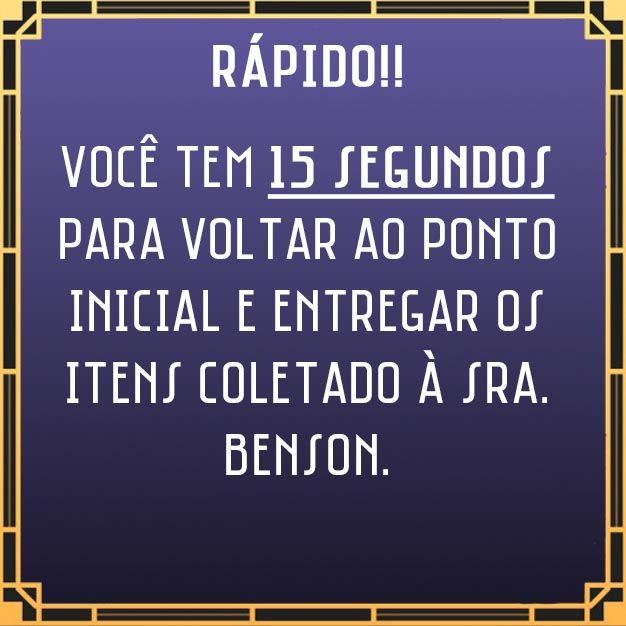 RÁPIDO!!
VOCÊ TEM 15 SEGUNDOS
PARA VOLTAR AO PONTO
INICIAL E ENTREGAR OS
ITENS COLETADO À SRA.
BENSON.